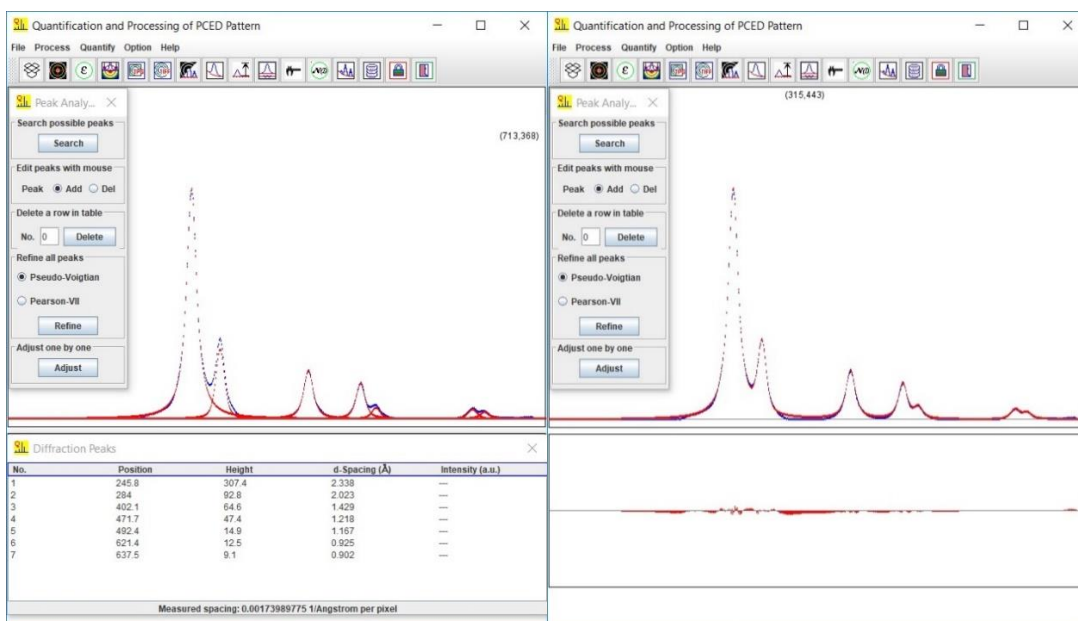 Quantification and Processing of PCED Pattern
File Process Quantify Option Help
Peak Analy...
Search possible peaks
Search
(713,368)
Edit peaks with mouse
Peak Add Del
Delete a row in table
No. 0 Delete
Refine all peaks
Pseudo-Voigtian
Pearson-VII
Refine
Adjust one by one
Adjust
Diffraction Peaks
No. Position Height d-Spacing (Å) Intensity (a.u.)
1 245.8 307.4 2.338 —
2 284 92.8 2.023 —
3 402.1 64.6 1.429 —
4 471.7 47.4 1.218 —
5 492.4 14.9 1.167 —
6 621.4 12.5 0.925 —
7 637.5 9.1 0.902 —
Measured spacing: 0.00173989775 1/Angstrom per pixel
Quantification and Processing of PCED Pattern
File Process Quantify Option Help
(315,443)
Peak Analy...
Search possible peaks
Search
Edit peaks with mouse
Peak Add Del
Delete a row in table
No. 0 Delete
Refine all peaks
Pseudo-Voigtian
Pearson-VII
Refine
Adjust one by one
Adjust